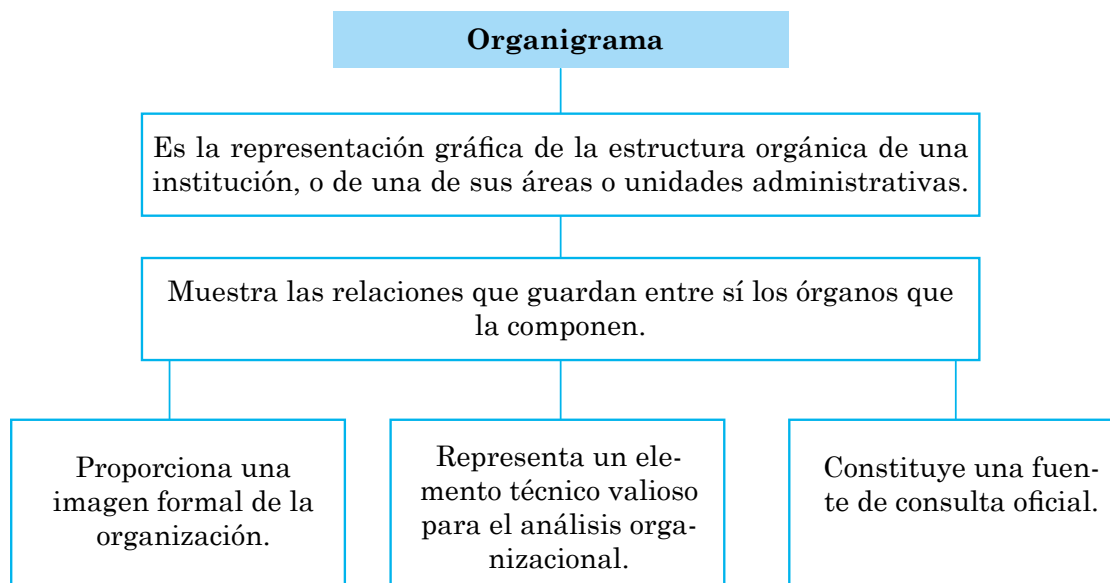 Organigrama
Es la representación gráfica de la estructura orgánica de una
institución, o de una de sus áreas o unidades administrativas.
Muestra las relaciones que guardan entre sí los órganos que
la componen.
Proporciona una
imagen formal de la
organización.
Representa un ele-
mento técnico valioso
para el análisis orga-
nizacional.
Constituye una fuen-
te de consulta oficial.